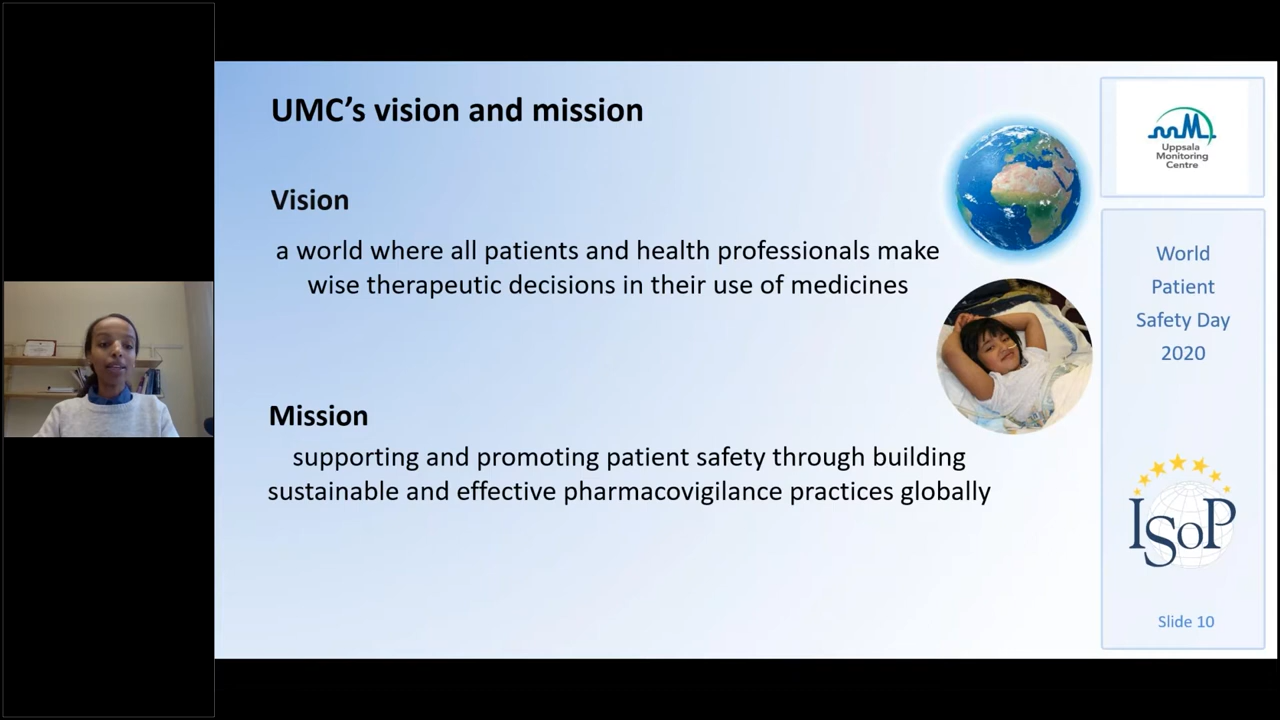 UMC’s vision and mission
Vision
a world where all patients and health professionals make
wise therapeutic decisions in their use of medicines
Mission
supporting and promoting patient safety through building
sustainable and effective pharmacovigilance practices globally
Uppsala
Monitoring
Centre
World
Patient
Safety Day
2020
ISoP
Slide 10